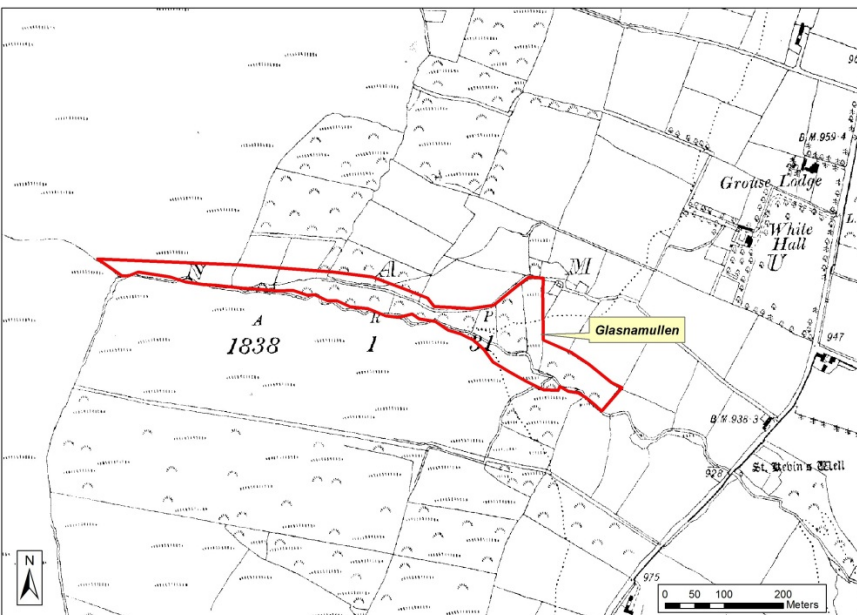 B.M. 959·4
Grouse Lodge
White
Hall
U
N A M
Glasnamullen
A R P
1838 1 31
947
B.M. 938·3
928
St. Kevin's Well
975
N
0 50 100 200
Meters